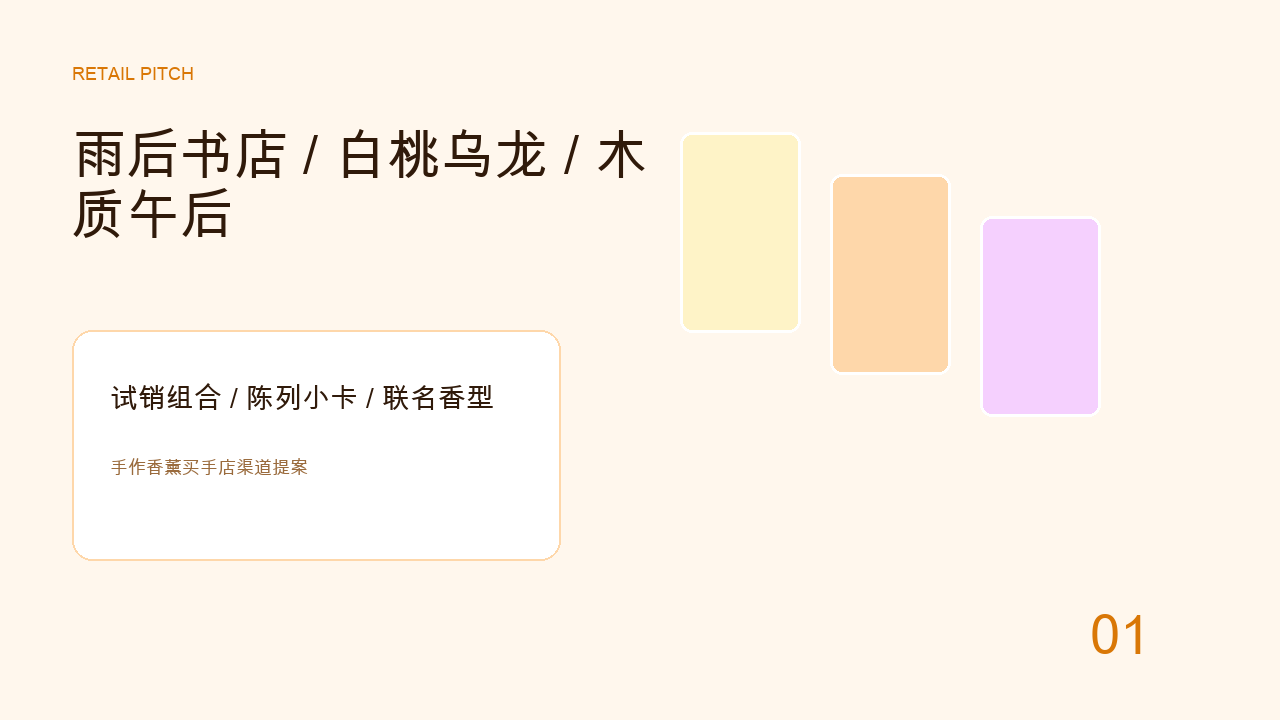 RETAIL PITCH
雨后书店 / 白桃乌龙 / 木
质午后
试销组合 / 陈列小卡 / 联名香型
手作香薰买手店渠道提案
01